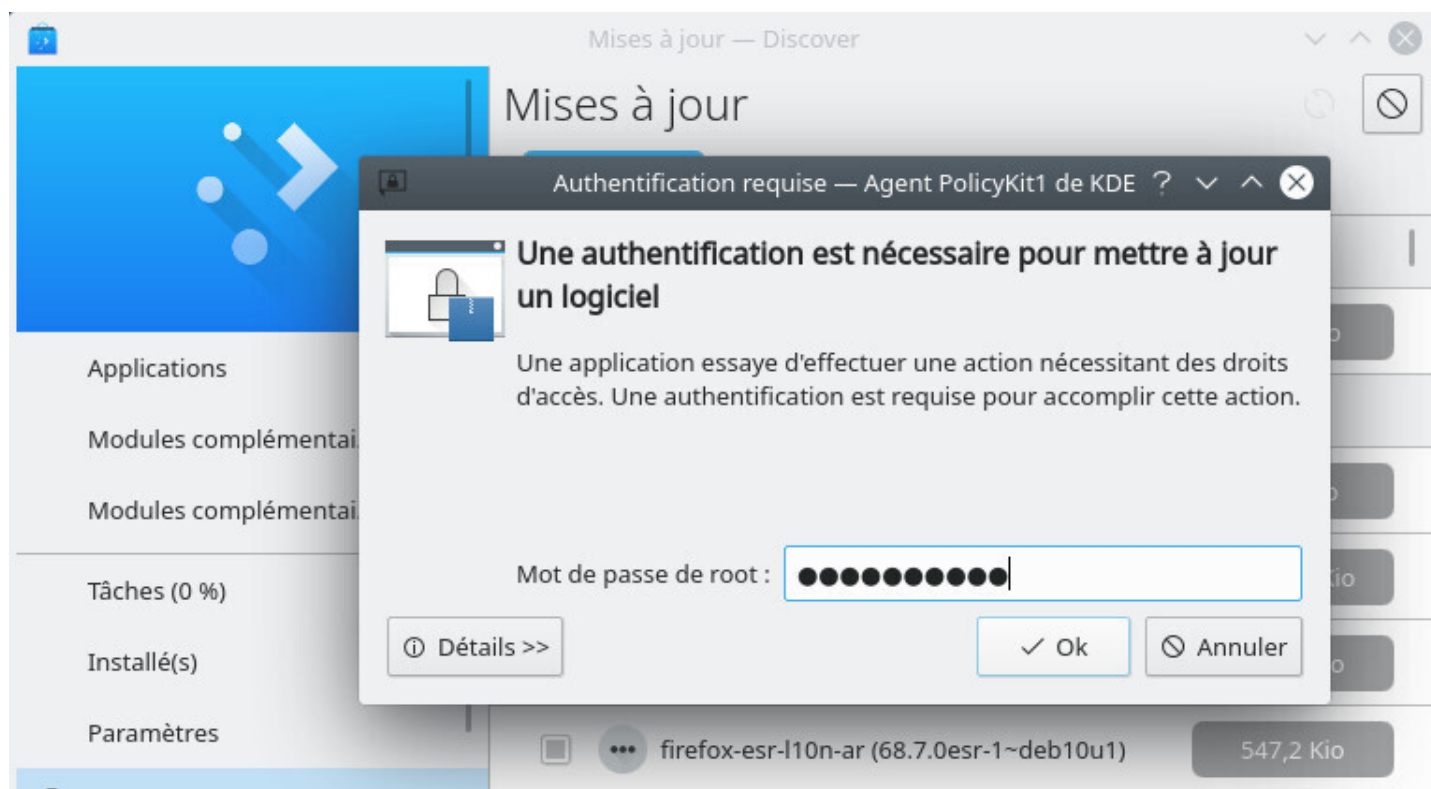 Mises à jour — Discover
Mises à jour
Authentification requise — Agent PolicyKit1 de KDE ?
Une authentification est nécessaire pour mettre à jour
un logiciel
Une application essaye d'effectuer une action nécessitant des droits
d'accès. Une authentification est requise pour accomplir cette action.
Mot de passe de root : ●●●●●●●●●●
Détails >>
Ok
Annuler
Applications
Modules complémentai
Modules complémentai
Tâches (0 %)
Installé(s)
Paramètres
firefox-esr-l10n-ar (68.7.0esr-1~deb10u1)
547,2 Kio